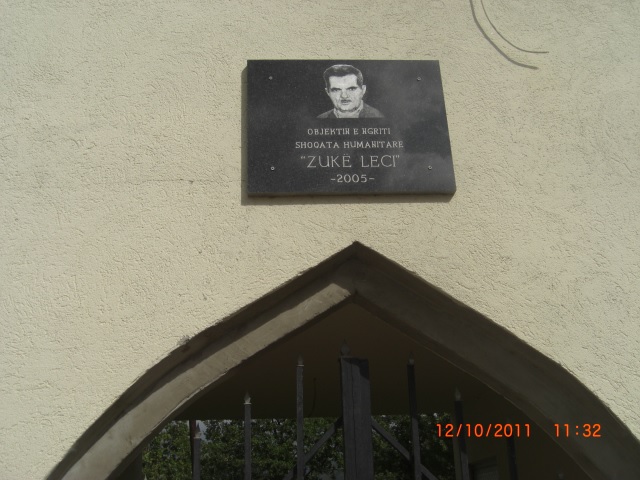 OBJEKTIN E NGRITI
SHOQATA HUMANITARE
"ZUKË LECI"
-2005-
12/10/2011 11:32